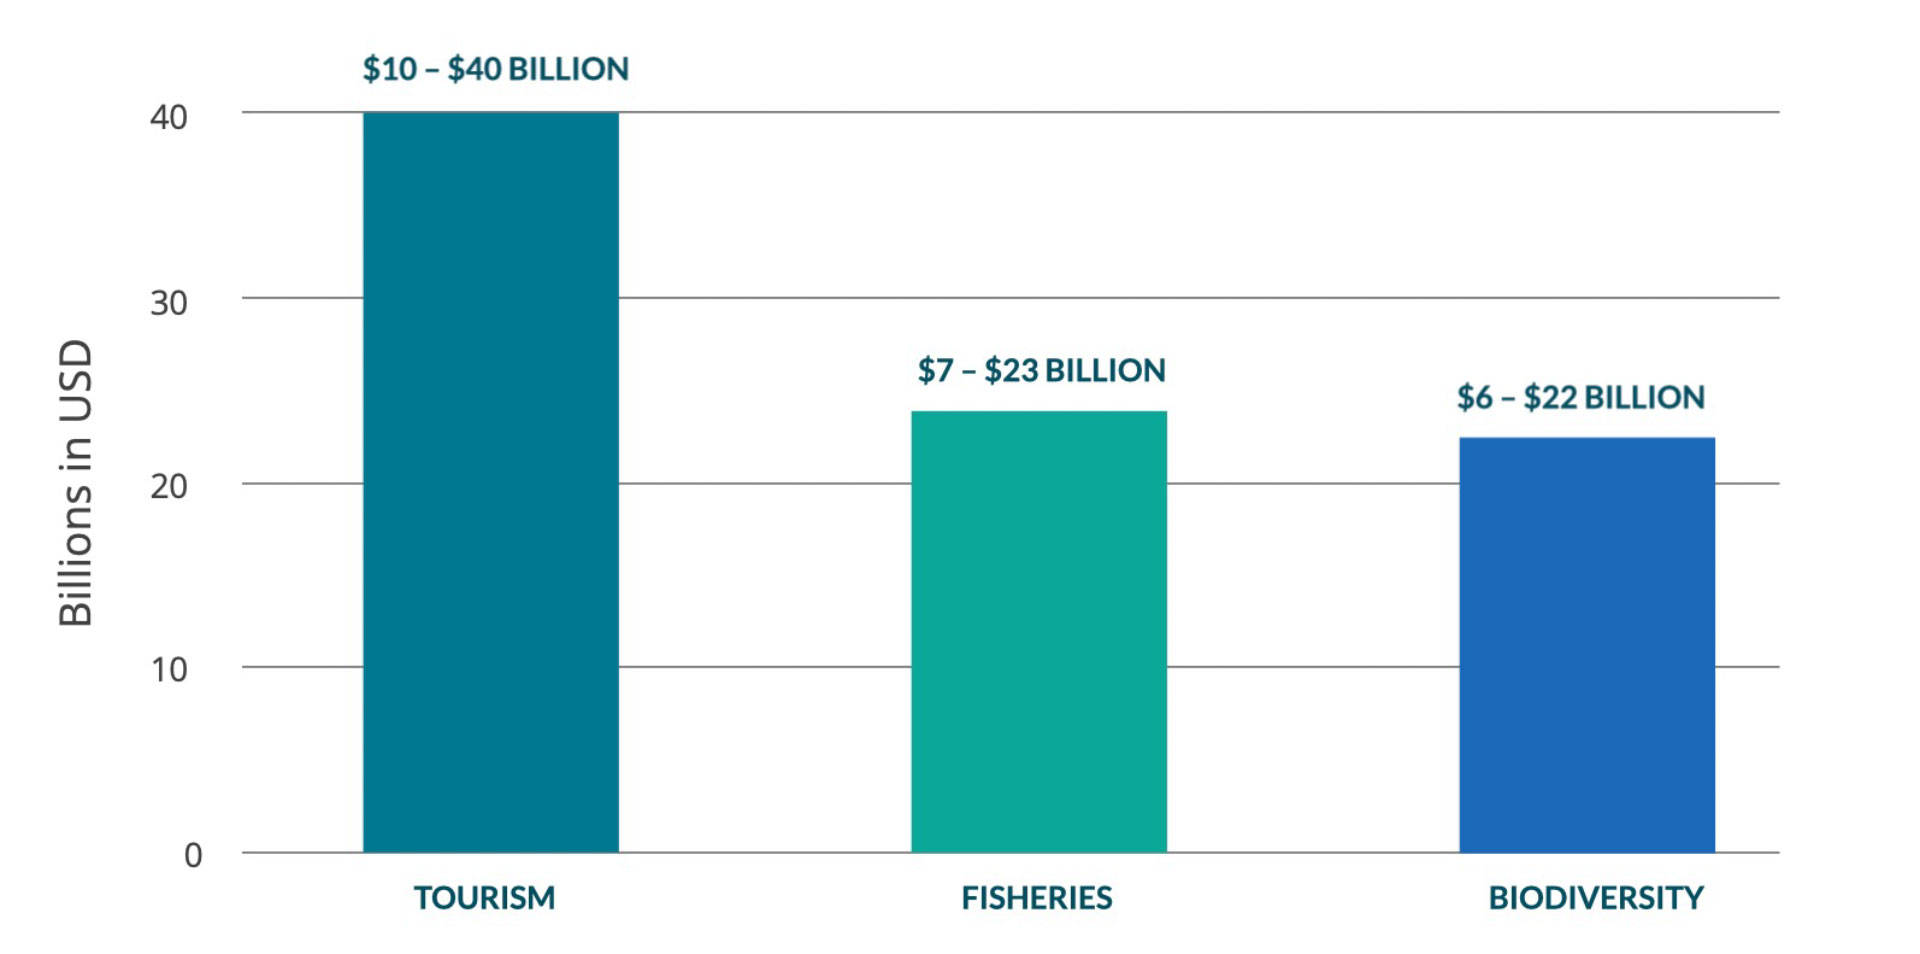 $10 – $40 BILLION
40
30
$7 – $23 BILLION
$6 – $22 BILLION
Billions in USD
20
10
0
TOURISM
FISHERIES
BIODIVERSITY